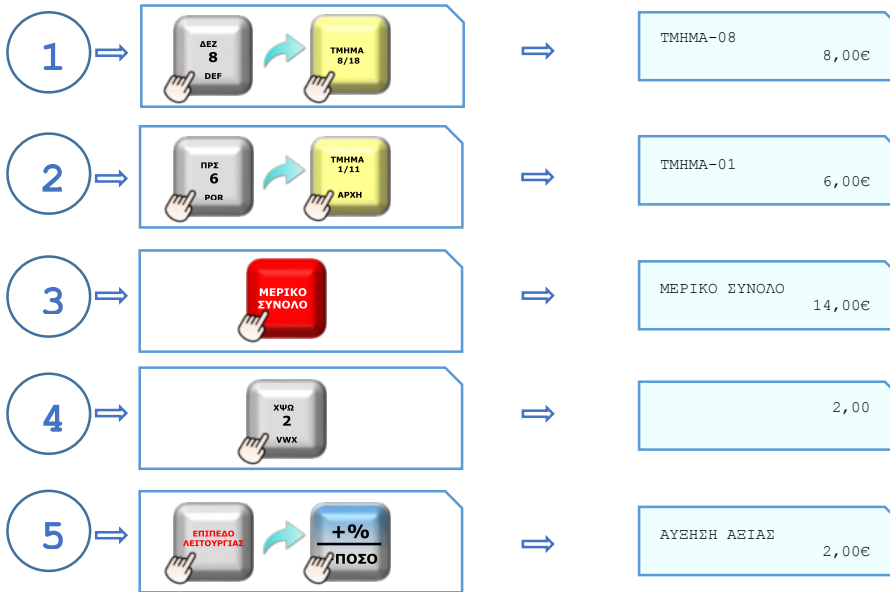 1
ΔΕΖ
8
DEF
ΤΜΗΜΑ
8/18
ΤΜΗΜΑ-08
8,00€
2
ΠΡΣ
6
PQR
ΤΜΗΜΑ
1/11
ΑΡΧΗ
ΤΜΗΜΑ-01
6,00€
3
ΜΕΡΙΚΟ
ΣΥΝΟΛΟ
ΜΕΡΙΚΟ ΣΥΝΟΛΟ
14,00€
4
ΧΨΩ
2
VWX
2,00
5
ΕΠΙΠΕΔΟ
ΛΕΙΤΟΥΡΓΙΑΣ
+%
ΠΟΣΟ
ΑΥΞΗΣΗ ΑΞΙΑΣ
2,00€